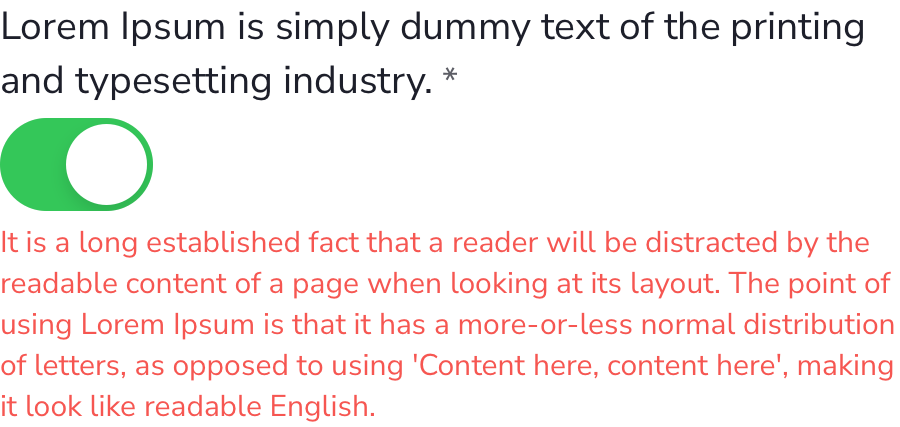 Lorem Ipsum is simply dummy text of the printing
and typesetting industry. *
It is a long established fact that a reader will be distracted by the
readable content of a page when looking at its layout. The point of
using Lorem Ipsum is that it has a more-or-less normal distribution
of letters, as opposed to using 'Content here, content here', making
it look like readable English.